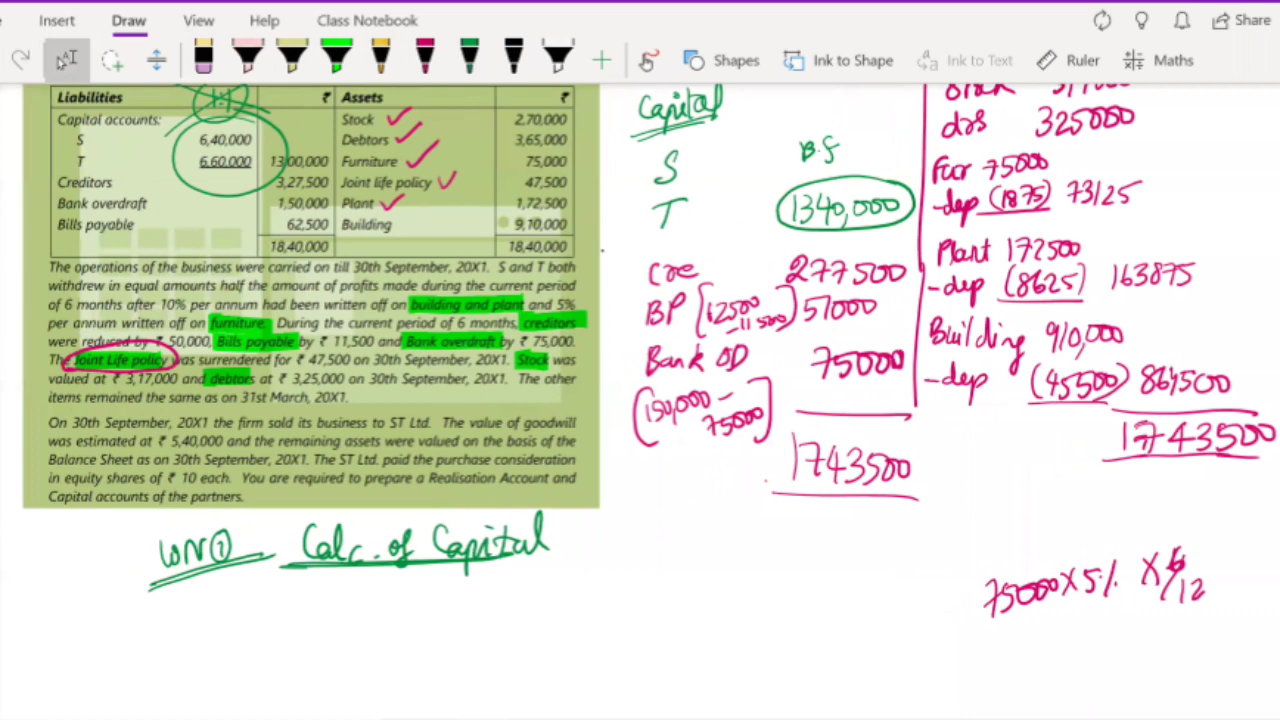 Insert Draw View Help Class Notebook Share
Shapes Ink to Shape Ink to Text Ruler Maths
Liabilities ₹ Assets ₹
1:1
Capital accounts: Stock 2,70,000
S 6,40,000 Debtors 3,65,000
T 6,60,000 13,00,000 Furniture 75,000
Creditors 3,27,500 Joint life policy 47,500
Bank overdraft 1,50,000 Plant 1,72,500
Bills payable 62,500 Building 9,10,000
18,40,000 18,40,000
The operations of the business were carried on till 30th September, 20X1. S and T both
withdrew in equal amounts half the amount of profits made during the current period
of 6 months after 10% per annum had been written off on building and plant and 5%
per annum written off on furniture. During the current period of 6 months, creditors
were reduced by ₹ 50,000, Bills payable by ₹ 11,500 and Bank overdraft by ₹ 75,000.
The Joint Life policy was surrendered for ₹ 47,500 on 30th September, 20X1. Stock was
valued at ₹ 3,17,000 and debtors at ₹ 3,25,000 on 30th September, 20X1. The other
items remained the same as on 31st March, 20X1.
On 30th September, 20X1 the firm sold its business to ST Ltd. The value of goodwill
was estimated at ₹ 5,40,000 and the remaining assets were valued on the basis of the
Balance Sheet as on 30th September, 20X1. The ST Ltd. paid the purchase consideration
in equity shares of ₹ 10 each. You are required to prepare a Realisation Account and
Capital accounts of the partners.
WN ① Calc. of Capital
Capital
S B.f
T 1340,000
Cre 277500
BP [62500 -11500] 51000
Bank OD 75000
[150,000 - 75000]
1743500
drs 325000
Fur 75000
-dep (1875) 73125
Plant 172500
-dep (8625) 163875
Building 910,000
-dep (45500) 864500
1743500
75000 X 5% X 6/12